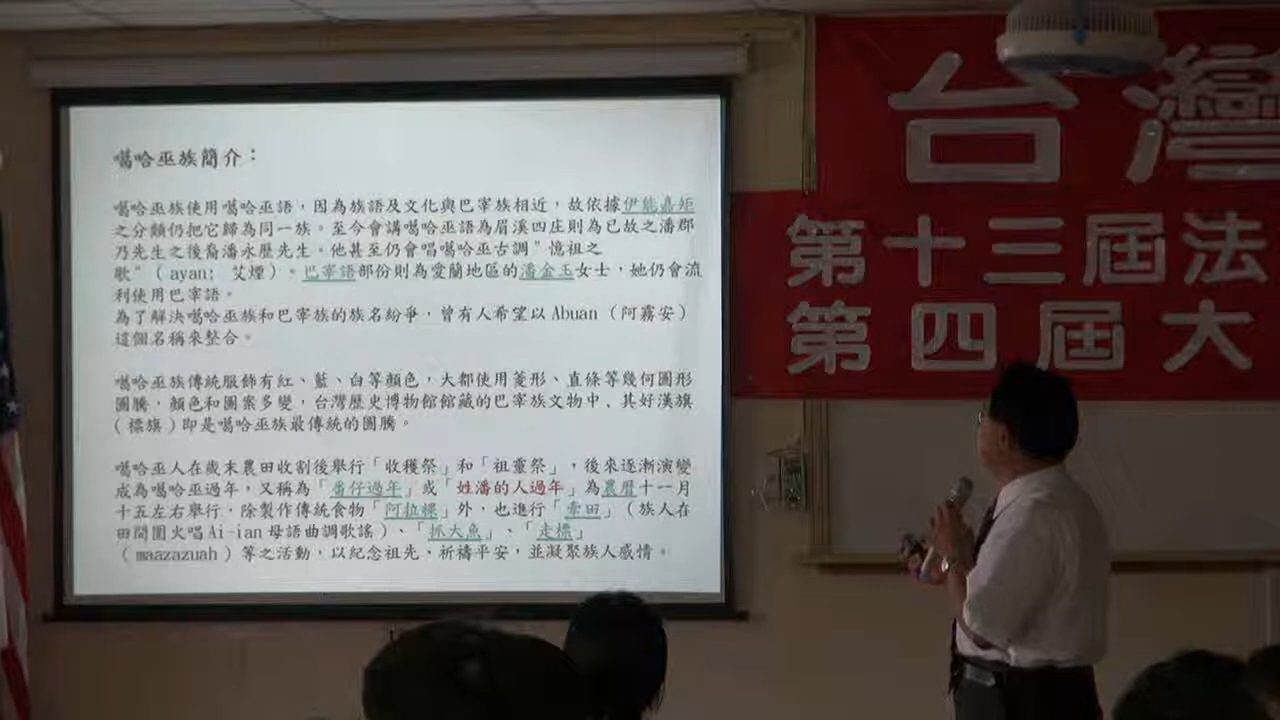 噶哈巫族簡介：
噶哈巫族使用噶哈巫語，因為族語及文化與巴宰族相近，故依據伊能嘉矩
之分類仍把它歸為同一族。至今會講噶哈巫語為眉溪四庄則為已故之潘郡
乃先生之後裔潘永歷先生。他甚至仍會唱噶哈巫古調"憶祖之
歌"（ayan; 艾煙）。巴宰語部份則為愛蘭地區的潘金玉女士，她仍會流
利使用巴宰語。
為了解決噶哈巫族和巴宰族的族名紛爭，曾有人希望以Abuan（阿霧安）
這個名稱來整合。
噶哈巫族傳統服飾有紅、藍、白等顏色，大都使用菱形、直條等幾何圖形
圖騰，顏色和圖案多變，台灣歷史博物館館藏的巴宰族文物中、其好漢旗
（標旗）即是噶哈巫族最傳統的圖騰。
噶哈巫人在歲末農田收割後舉行「收穫祭」和「祖靈祭」，後來逐漸演變
成為噶哈巫過年，又稱為「番仔過年」或「姓潘的人過年」為農曆十一月
十五左右舉行，除製作傳統食物「阿拉粿」外，也進行「牽田」（族人在
田間圍火唱Ai-ian母語曲調歌謠）、「抓大魚」、「走標」
（maazazuah）等之活動，以紀念祖先、祈禱平安，並凝聚族人感情。
台灣
第十三屆法
第四屆大